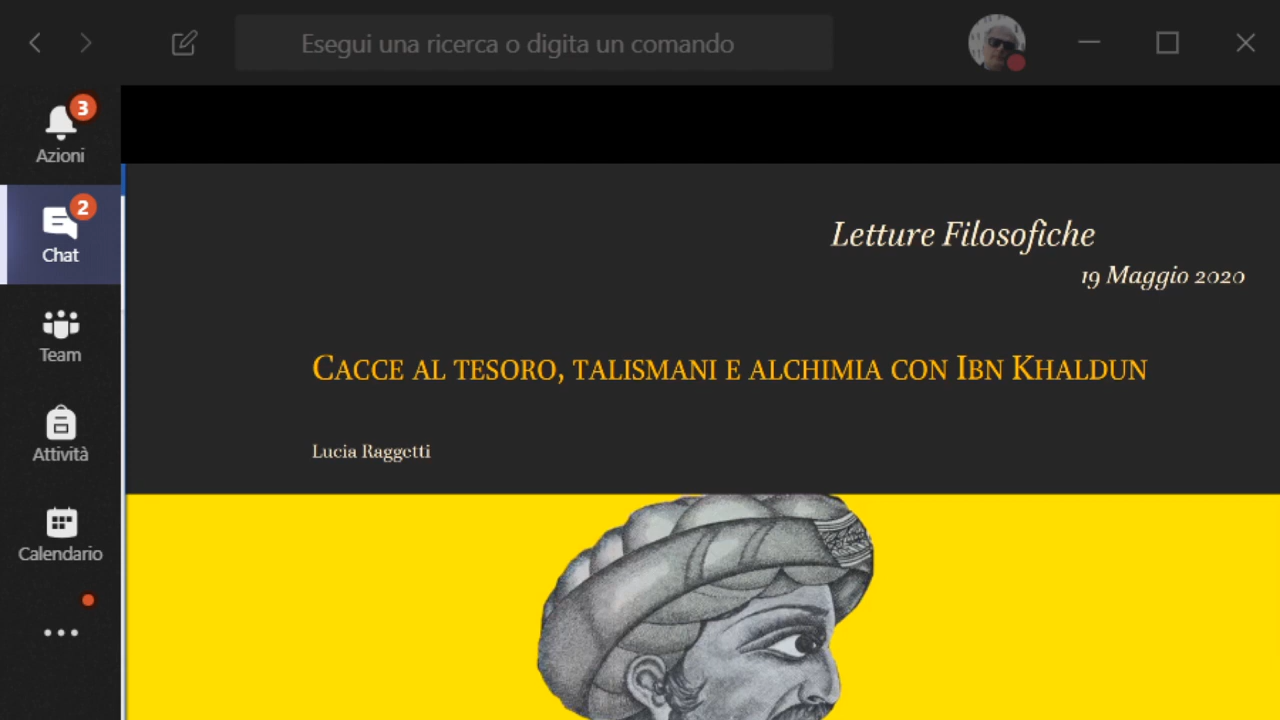 Esegui una ricerca o digita un comando
3
Azioni
2
Chat
Team
Attività
Calendario
Letture Filosofiche
19 Maggio 2020
Cacce al tesoro, talismani e alchimia con Ibn Khaldun
Lucia Raggetti